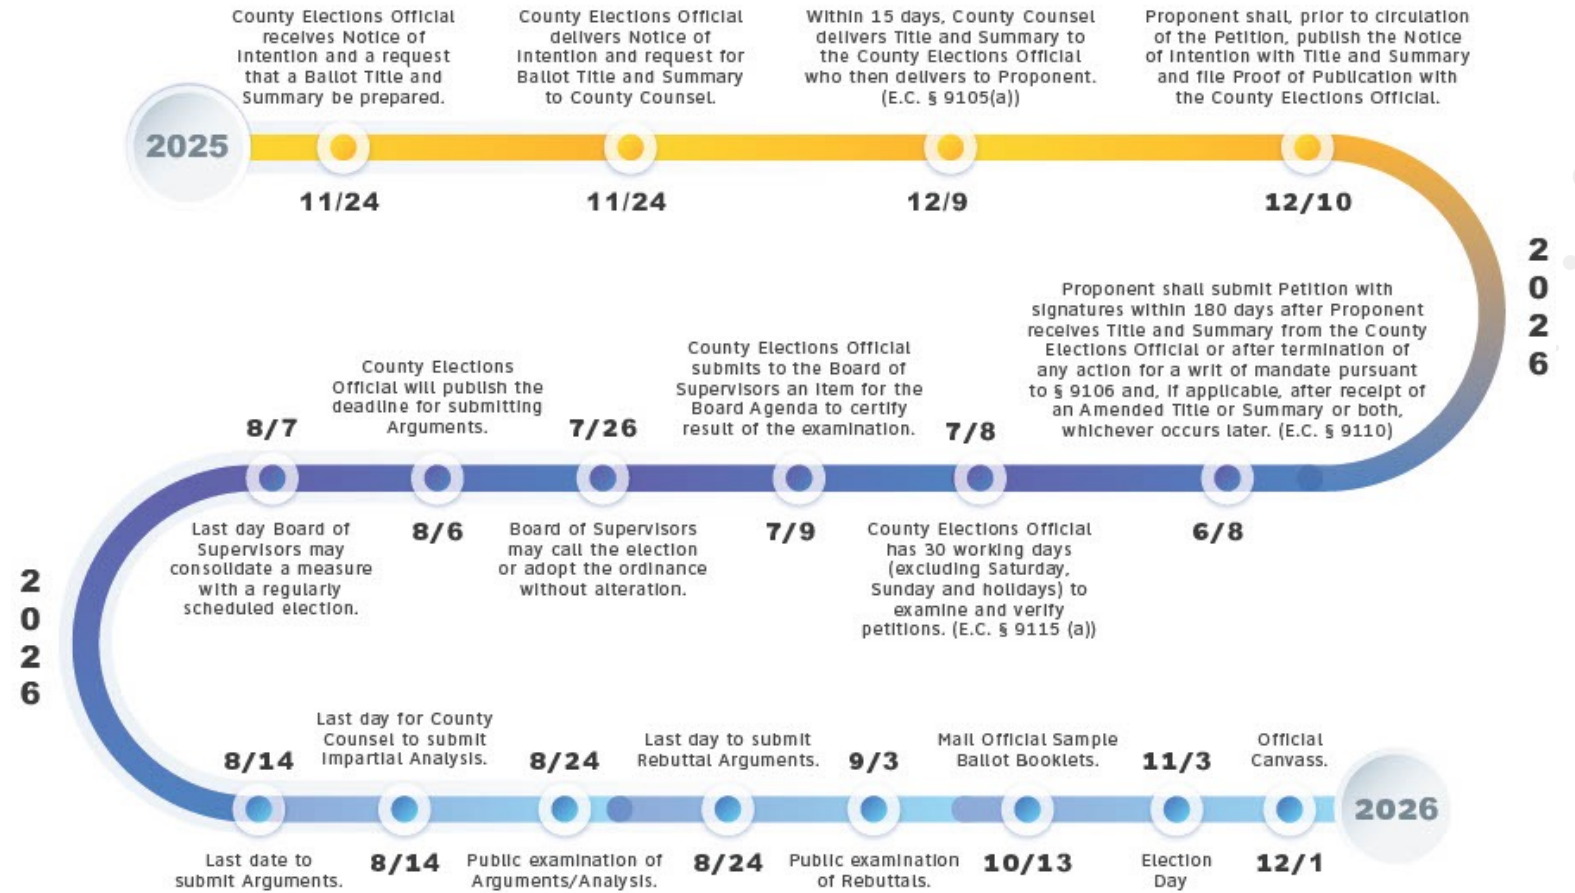 County Elections Official
receives Notice of
Intention and a request
that a Ballot Title and
Summary be prepared.
County Elections Official
delivers Notice of
Intention and request for
Ballot Title and Summary
to County Counsel.
Within 15 days, County Counsel
delivers Title and Summary to
the County Elections Official
who then delivers to Proponent.
(E.C. § 9105(a))
Proponent shall, prior to circulation
of the Petition, publish the Notice
of Intention with Title and Summary
and file Proof of Publication with
the County Elections Official.
2025
11/24
11/24
12/9
12/10
2
0
2
6
Proponent shall submit Petition with
signatures within 180 days after Proponent
receives Title and Summary from the County
Elections Official or after termination of
any action for a writ of mandate pursuant
to § 9106 and, if applicable, after receipt of
an Amended Title or Summary or both,
whichever occurs later. (E.C. § 9110)
6/8
7/8
County Elections Official
has 30 working days
(excluding Saturday,
Sunday and holidays) to
examine and verify
petitions. (E.C. § 9115 (a))
County Elections Official
submits to the Board of
Supervisors an item for the
Board Agenda to certify
result of the examination.
7/9
7/26
Board of Supervisors
may call the election
or adopt the ordinance
without alteration.
County Elections
Official will publish the
deadline for submitting
Arguments.
8/6
8/7
Last day Board of
Supervisors may
consolidate a measure
with a regularly
scheduled election.
2
0
2
6
8/14
Last date to
submit Arguments.
Last day for County
Counsel to submit
Impartial Analysis.
8/14
8/24
Public examination of
Arguments/Analysis.
Last day to submit
Rebuttal Arguments.
8/24
9/3
Public examination
of Rebuttals.
Mail Official Sample
Ballot Booklets.
10/13
11/3
Election
Day
Official
Canvass.
12/1
2026